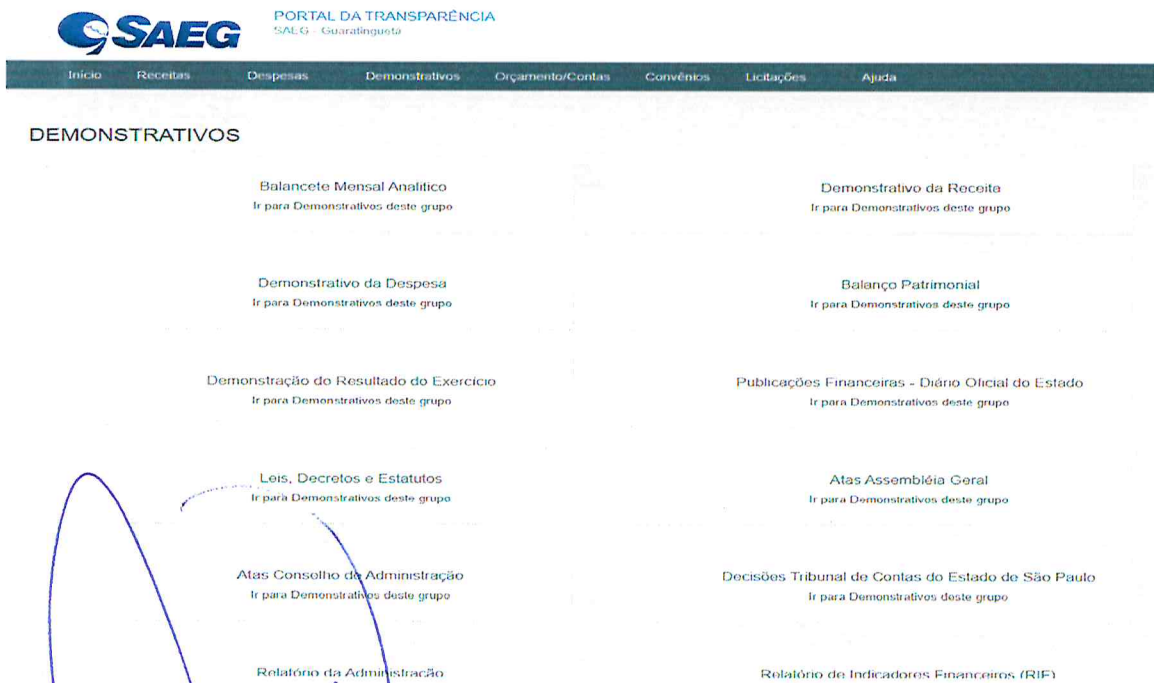 SAEG
PORTAL DA TRANSPARÊNCIA
SAEG - Guaratinguetá
Início Receitas Despesas Demonstrativos Orçamento/Contas Convênios Licitações Ajuda
DEMONSTRATIVOS
Balancete Mensal Analítico
Ir para Demonstrativos deste grupo
Demonstrativo da Receita
Ir para Demonstrativos deste grupo
Demonstrativo da Despesa
Ir para Demonstrativos deste grupo
Balanço Patrimonial
Ir para Demonstrativos deste grupo
Demonstração do Resultado do Exercício
Ir para Demonstrativos deste grupo
Publicações Financeiras - Diário Oficial do Estado
Ir para Demonstrativos deste grupo
Leis, Decretos e Estatutos
Ir para Demonstrativos deste grupo
Atas Assembléia Geral
Ir para Demonstrativos deste grupo
Atas Conselho de Administração
Ir para Demonstrativos deste grupo
Decisões Tribunal de Contas do Estado de São Paulo
Ir para Demonstrativos deste grupo
Relatório da Administração
Relatório de Indicadores Financeiros (RIF)